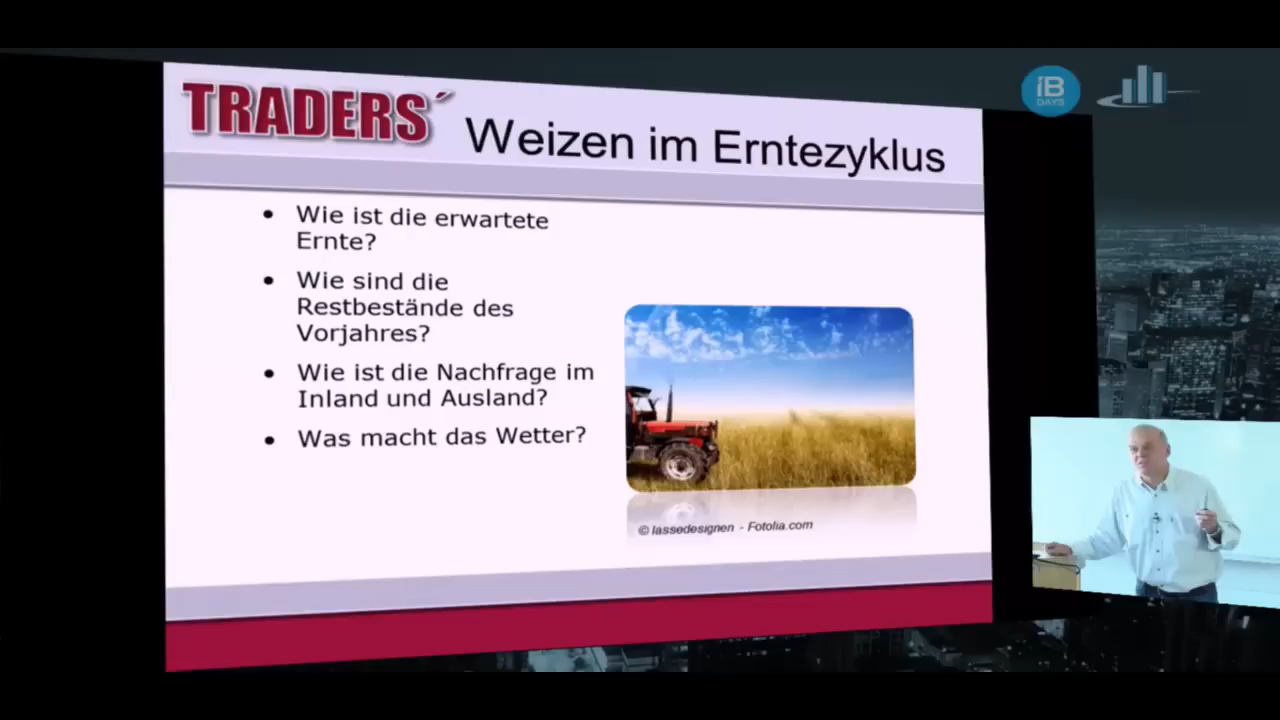 TRADERS´
Weizen im Erntezyklus
iB
DAYS
• Wie ist die erwartete
Ernte?
• Wie sind die
Restbestände des
Vorjahres?
• Wie ist die Nachfrage im
Inland und Ausland?
• Was macht das Wetter?
© lassedesignen - Fotolia.com